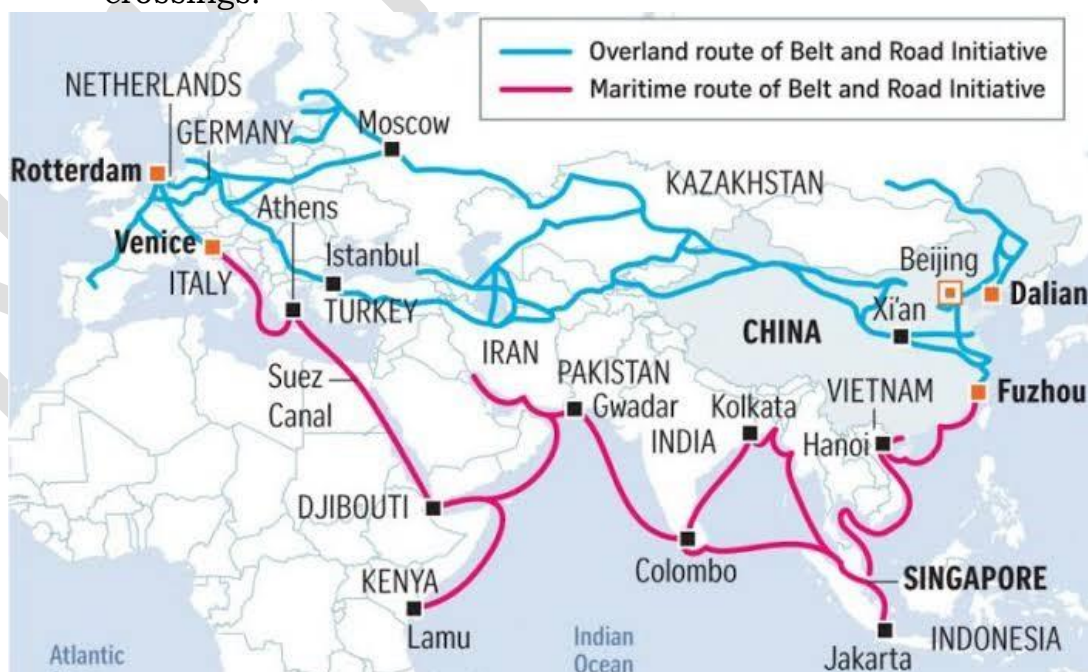 crossings.
Overland route of Belt and Road Initiative
Maritime route of Belt and Road Initiative
NETHERLANDS
GERMANY
Moscow
Rotterdam
KAZAKHSTAN
Athens
Venice
Istanbul
Beijing
ITALY
TURKEY
Dalian
Xi'an
CHINA
IRAN
Suez
Canal
PAKISTAN
Gwadar
Kolkata
VIETNAM
Fuzhou
INDIA
Hanoi
DJIBOUTI
Colombo
SINGAPORE
KENYA
Lamu
Atlantic
Indian
Ocean
Jakarta
INDONESIA